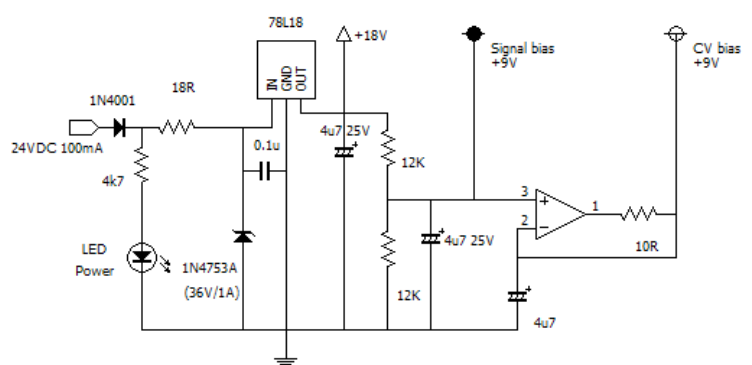 78L18
+18V
Signal bias
+9V
CV bias
+9V
IN
GND
OUT
1N4001
18R
24VDC 100mA
4k7
0.1u
4u7 25V
12K
3
+
1
2
−
4u7 25V
10R
LED
Power
1N4753A
(36V/1A)
12K
4u7